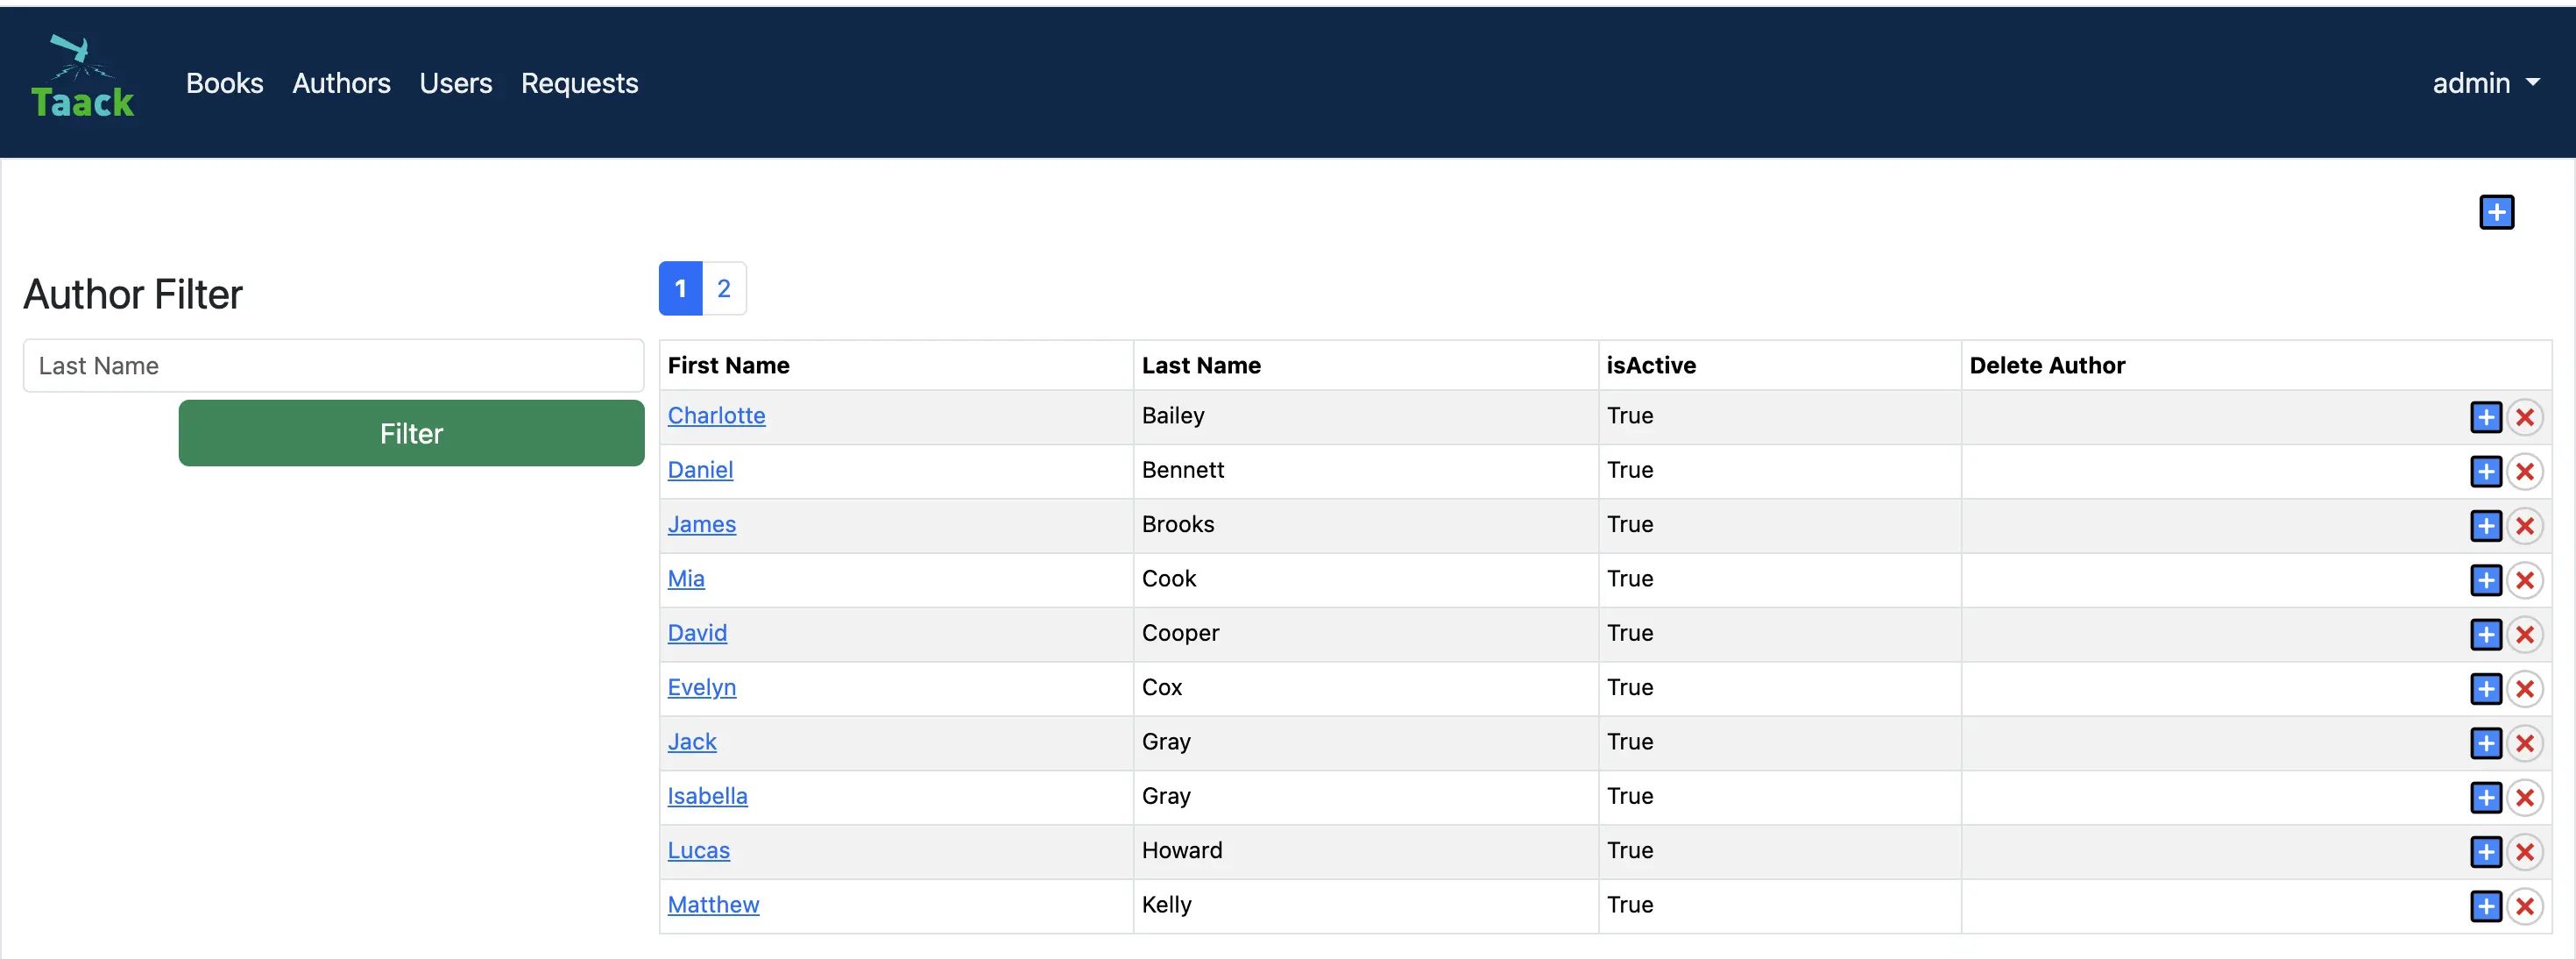 Taack
Books Authors Users Requests admin
Author Filter
Last Name
Filter
1 2
First Name Last Name isActive Delete Author
Charlotte Bailey True
Daniel Bennett True
James Brooks True
Mia Cook True
David Cooper True
Evelyn Cox True
Jack Gray True
Isabella Gray True
Lucas Howard True
Matthew Kelly True